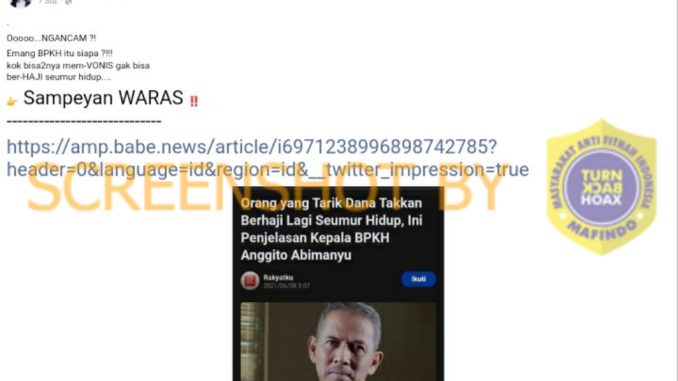 7 Std.
.
Ooooo...NGANCAM ?!
Emang BPKH itu siapa ?!!!
kok bisa2nya mem-VONIS gak bisa
ber-HAJI seumur hidup....
👉 Sampeyan WARAS ‼️
-----------------------------
https://amp.babe.news/article/i6971238996898742785?
header=0&language=id&region=id&__twitter_impression=true
SCREENSHOT BY
MASYARAKAT ANTI FITNAH INDONESIA
TURN
BACK
HOAX
MAFINDO
Orang yang Tarik Dana Takkan
Berhaji Lagi Seumur Hidup, Ini
Penjelasan Kepala BPKH
Anggito Abimanyu
Rakyatku
2021/06/08 2:07
Ikuti